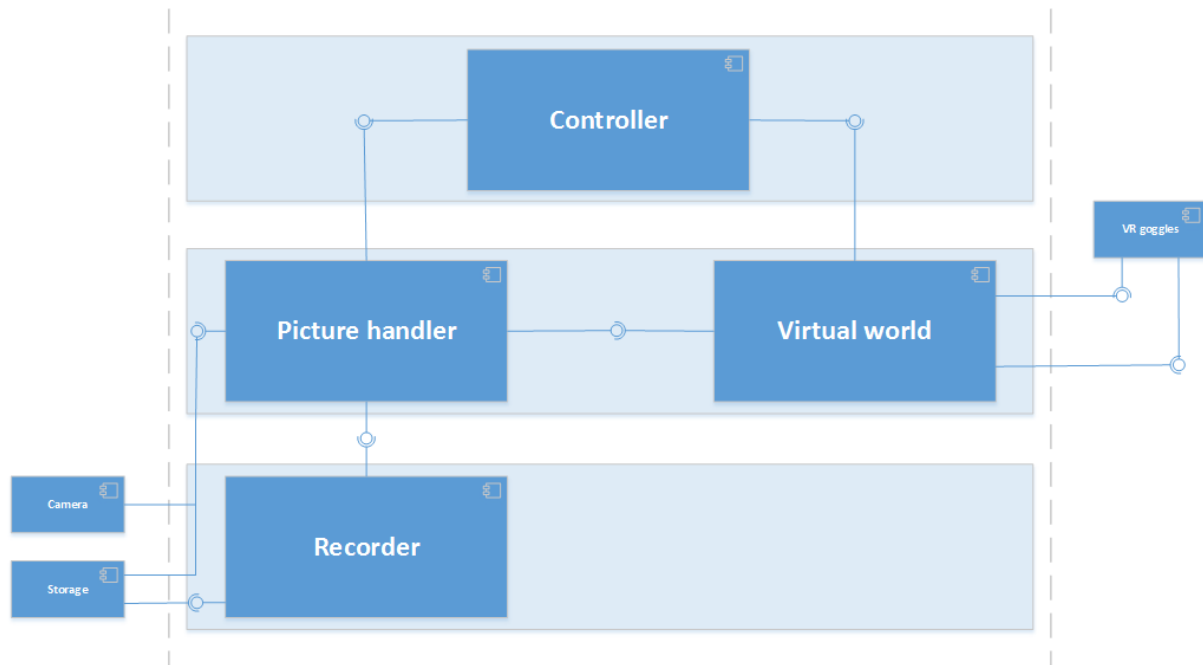 Controller
VR goggles
Picture handler
Virtual world
Camera
Recorder
Storage